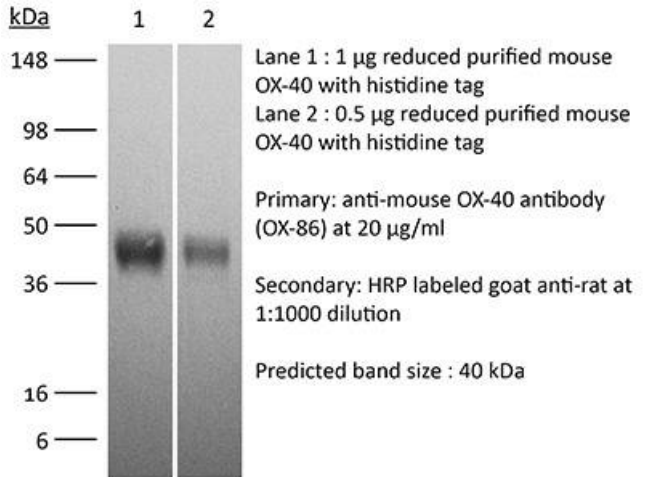 kDa
1 2
148
98
64
50
36
16
6
Lane 1 : 1 µg reduced purified mouse
OX-40 with histidine tag
Lane 2 : 0.5 µg reduced purified mouse
OX-40 with histidine tag
Primary: anti-mouse OX-40 antibody
(OX-86) at 20 µg/ml
Secondary: HRP labeled goat anti-rat at
1:1000 dilution
Predicted band size : 40 kDa